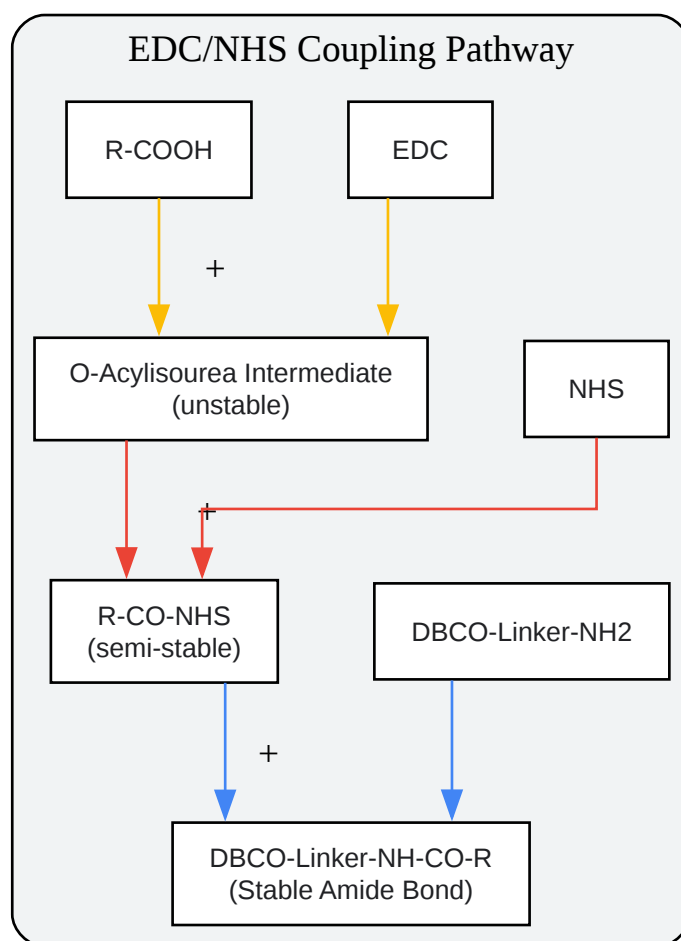 EDC/NHS Coupling Pathway
R-COOH
EDC
+
O-Acylisourea Intermediate
(unstable)
NHS
+
R-CO-NHS
(semi-stable)
DBCO-Linker-NH2
+
DBCO-Linker-NH-CO-R
(Stable Amide Bond)